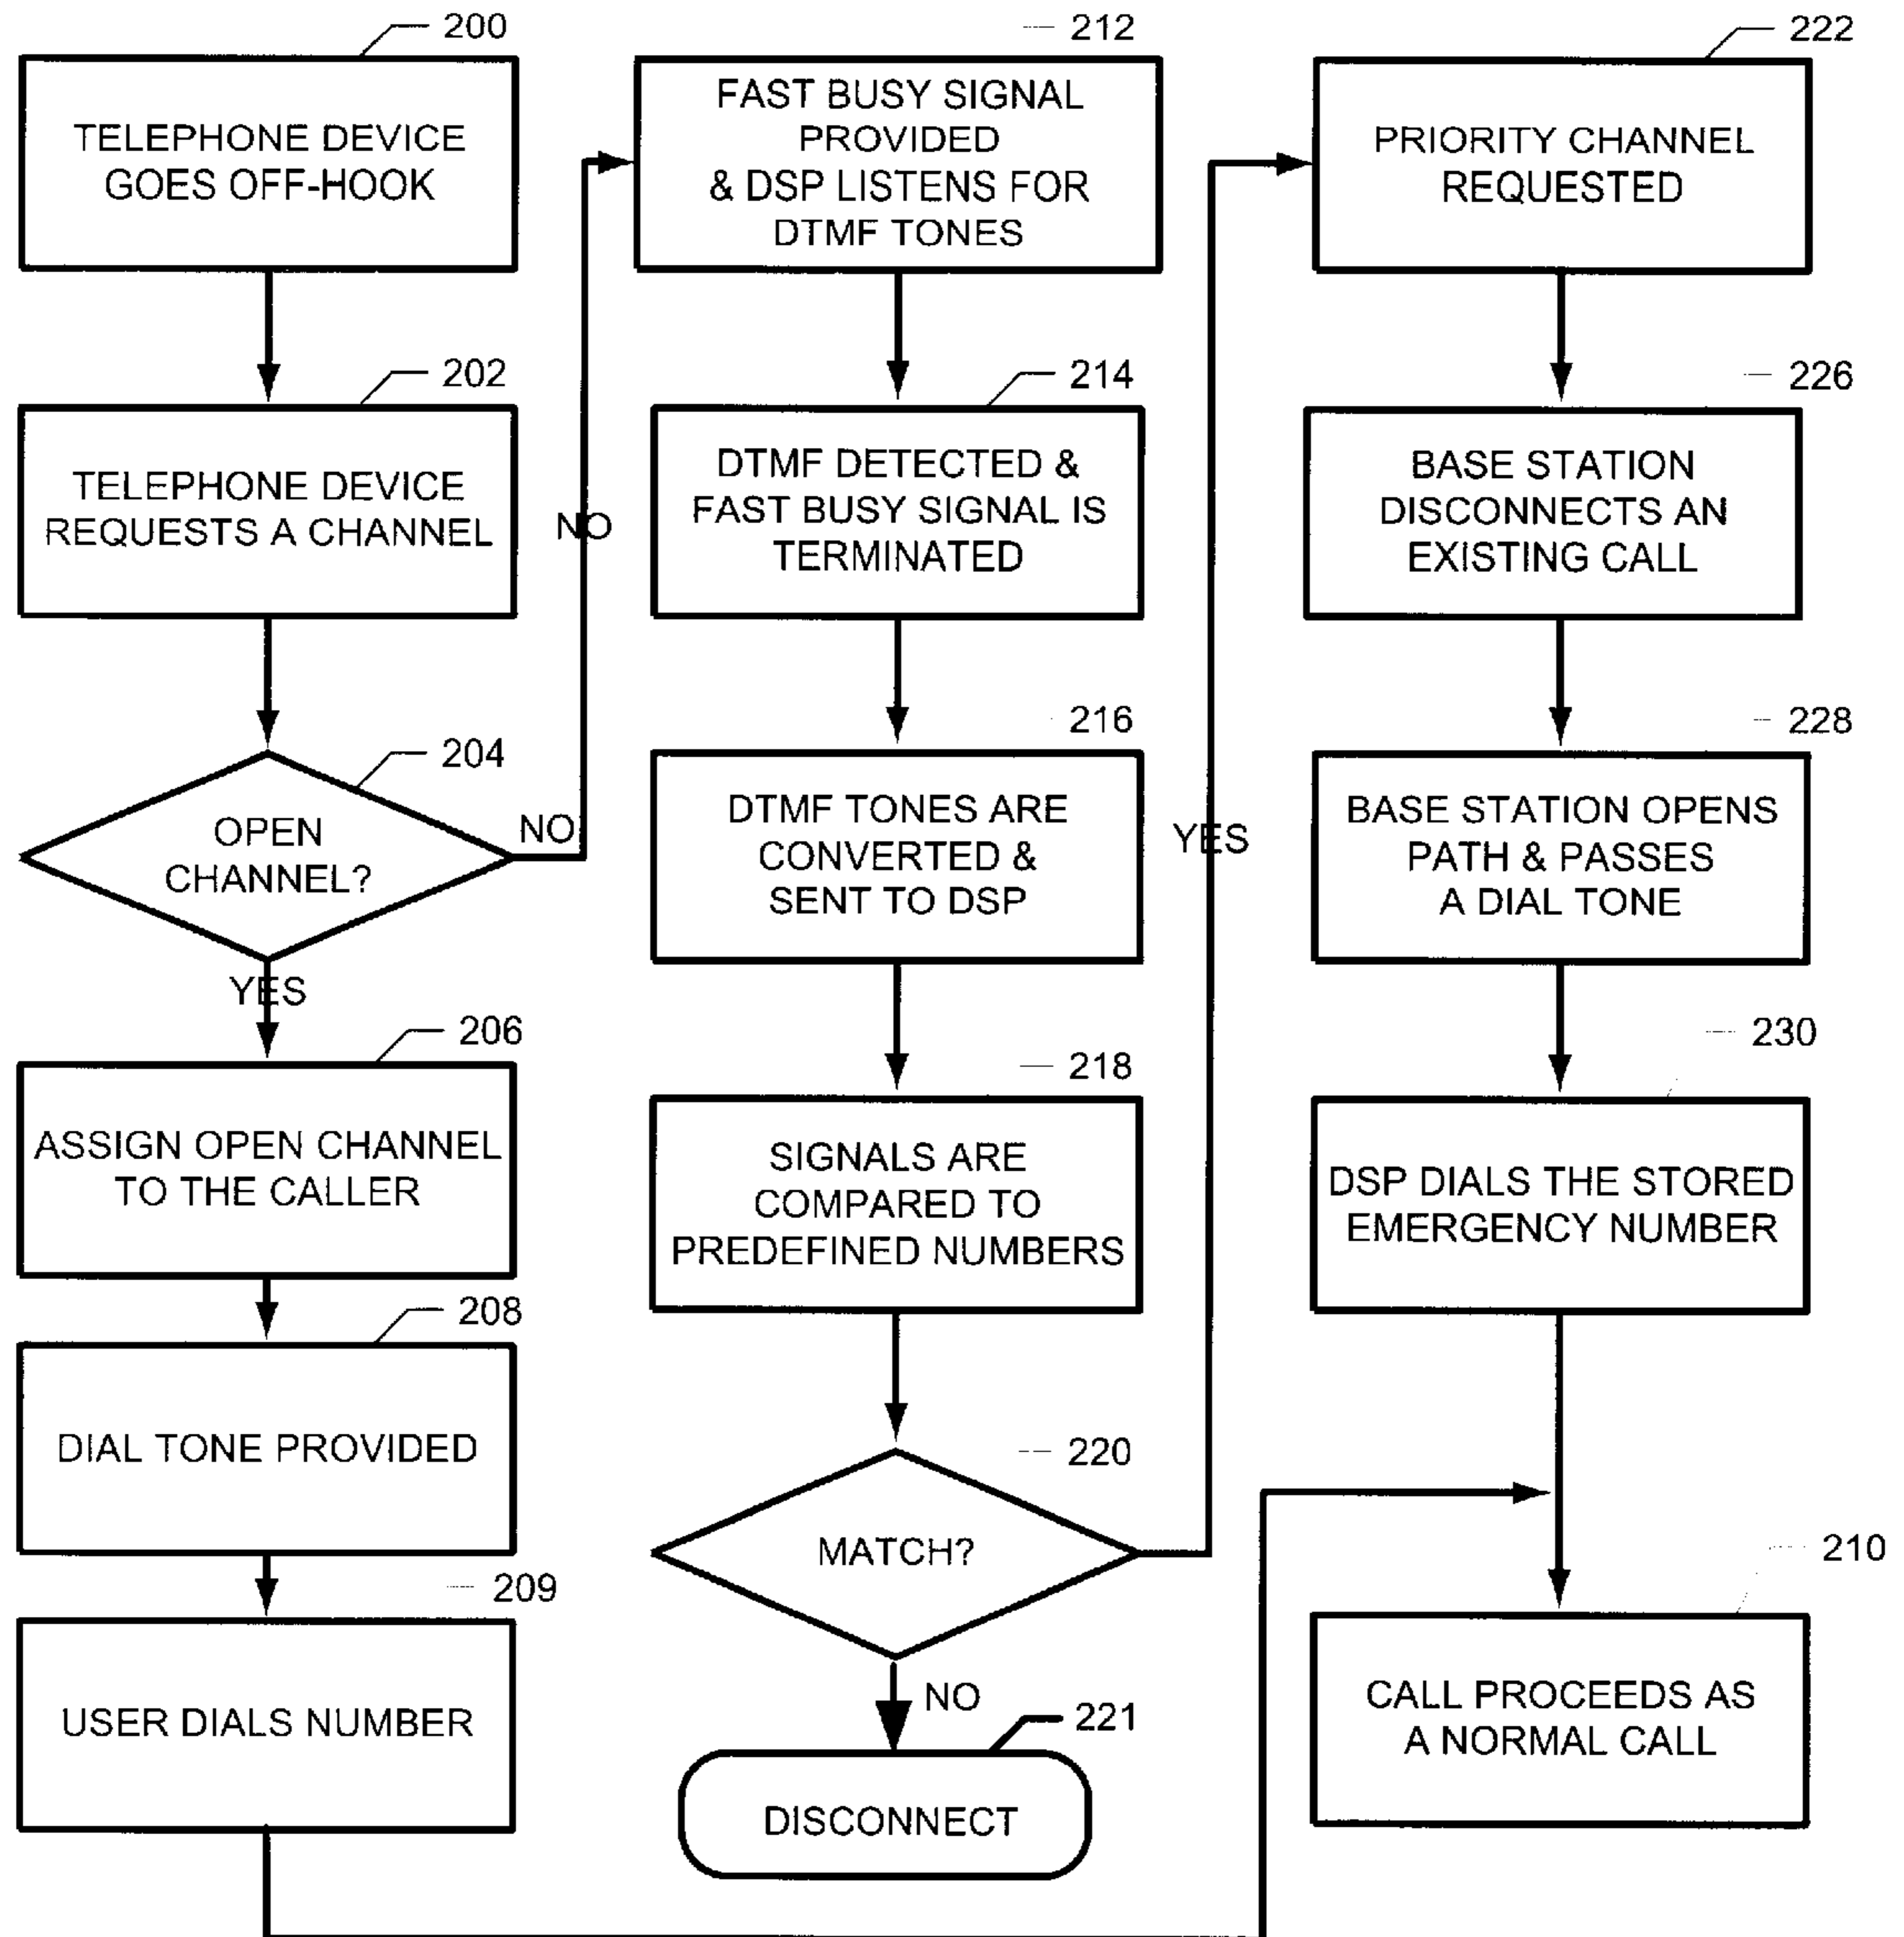 200
TELEPHONE DEVICE
GOES OFF-HOOK
202
TELEPHONE DEVICE
REQUESTS A CHANNEL
204
OPEN
CHANNEL?
NO
NO
YES
206
ASSIGN OPEN CHANNEL
TO THE CALLER
208
DIAL TONE PROVIDED
209
USER DIALS NUMBER
212
FAST BUSY SIGNAL
PROVIDED
& DSP LISTENS FOR
DTMF TONES
214
DTMF DETECTED &
FAST BUSY SIGNAL IS
TERMINATED
216
DTMF TONES ARE
CONVERTED &
SENT TO DSP
218
SIGNALS ARE
COMPARED TO
PREDEFINED NUMBERS
220
MATCH?
YES
NO
221
DISCONNECT
222
PRIORITY CHANNEL
REQUESTED
226
BASE STATION
DISCONNECTS AN
EXISTING CALL
228
BASE STATION OPENS
PATH & PASSES
A DIAL TONE
230
DSP DIALS THE STORED
EMERGENCY NUMBER
210
CALL PROCEEDS AS
A NORMAL CALL